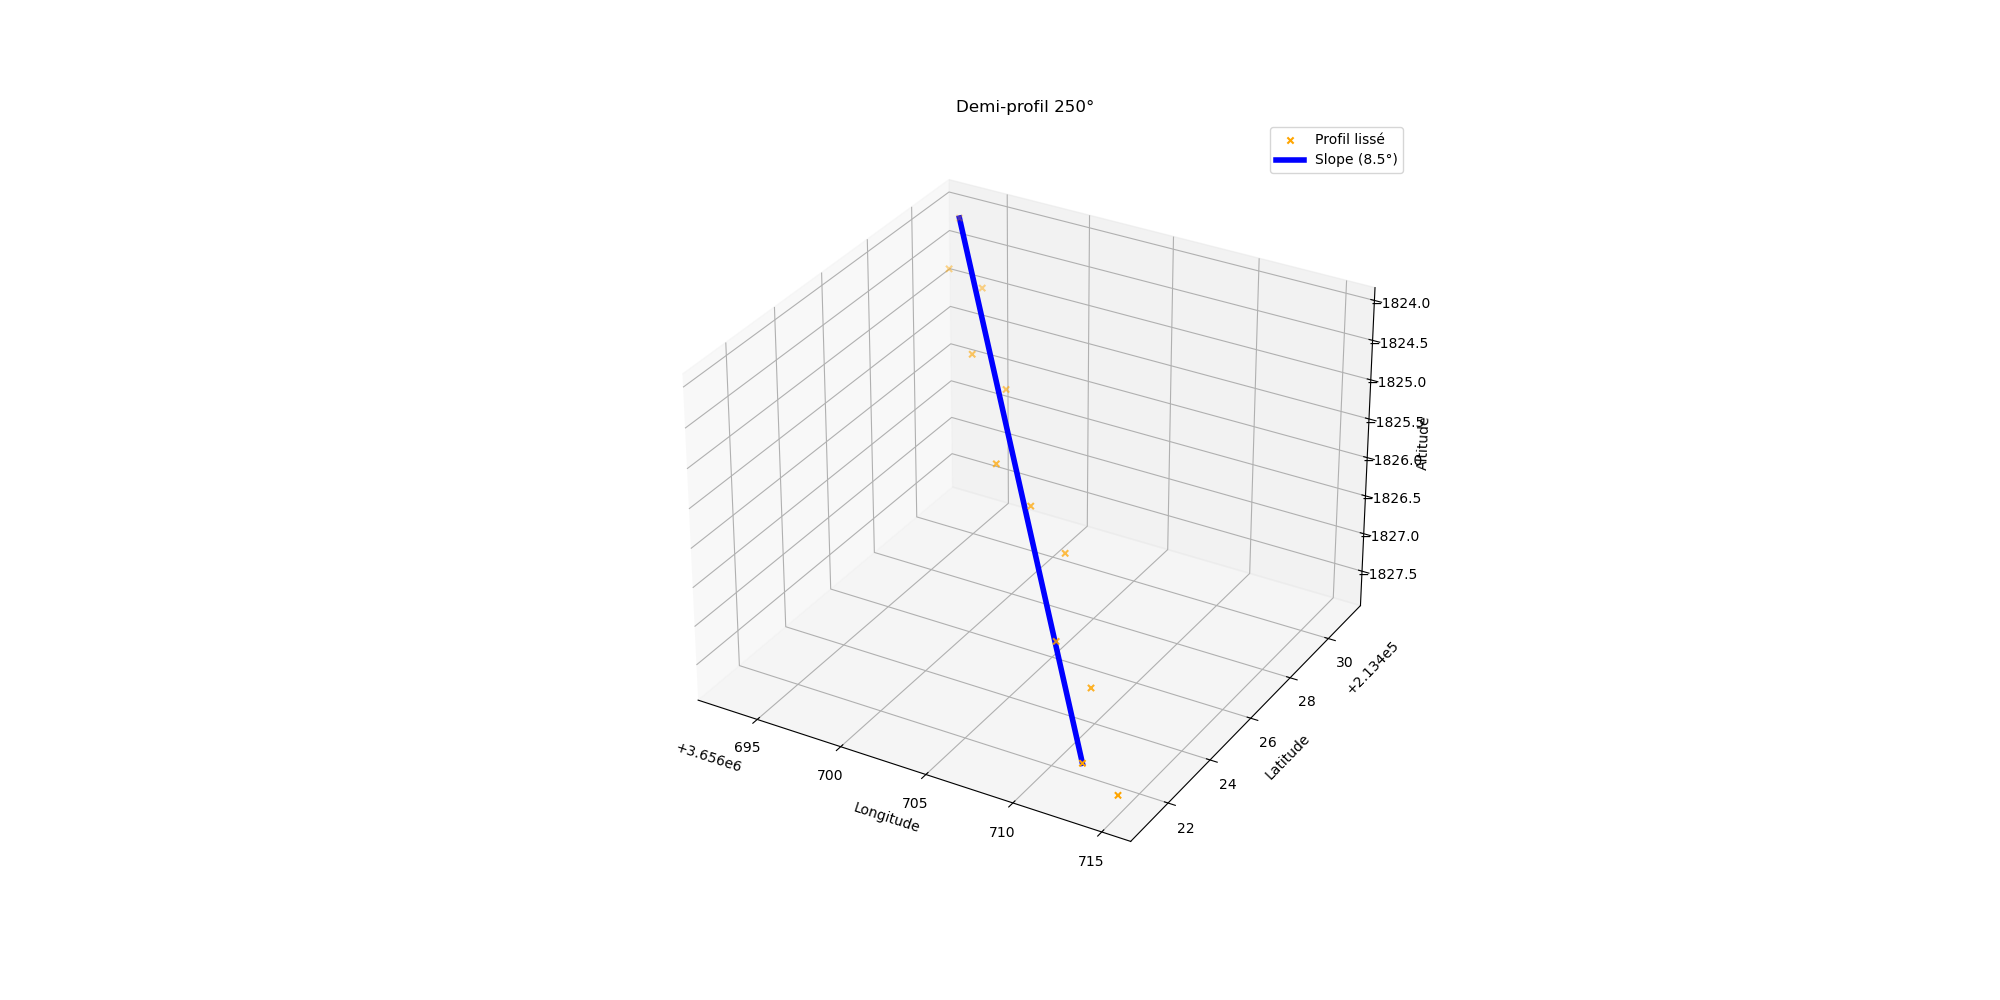 Demi-profil 250°
Profil lissé
Slope (8.5°)
−1824.0
−1824.5
−1825.0
−1825.5
−1826.0
−1826.5
−1827.0
−1827.5
Altitude
30
28
26
24
22
+2.134e5
Latitude
695
700
705
710
715
+3.656e6
Longitude